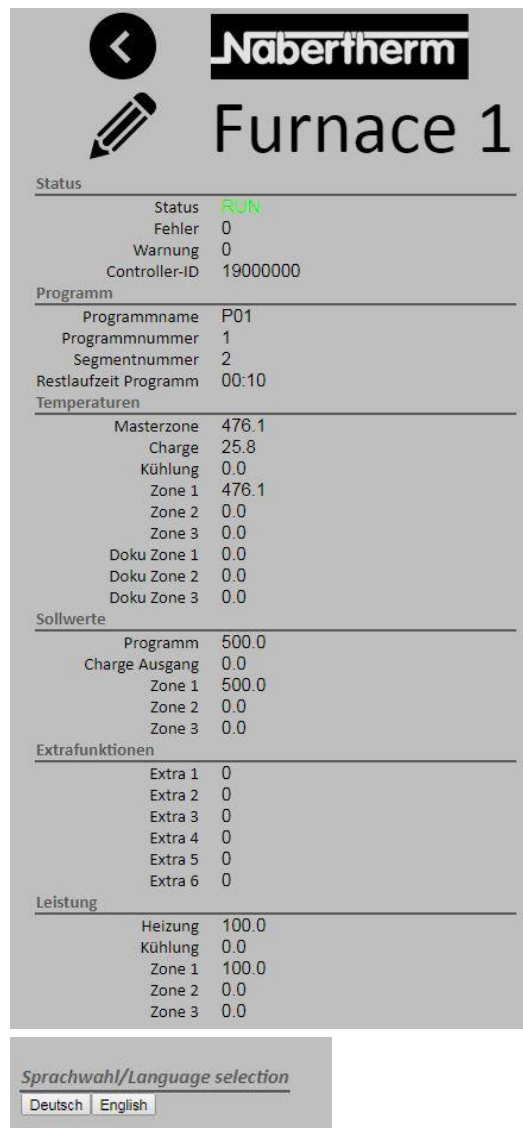 Nabertherm
Furnace 1
Status
Status RUN
Fehler 0
Warnung 0
Controller-ID 19000000
Programm
Programmname P01
Programmnummer 1
Segmentnummer 2
Restlaufzeit Programm 00:10
Temperaturen
Masterzone 476.1
Charge 25.8
Kühlung 0.0
Zone 1 476.1
Zone 2 0.0
Zone 3 0.0
Doku Zone 1 0.0
Doku Zone 2 0.0
Doku Zone 3 0.0
Sollwerte
Programm 500.0
Charge Ausgang 0.0
Zone 1 500.0
Zone 2 0.0
Zone 3 0.0
Extrafunktionen
Extra 1 0
Extra 2 0
Extra 3 0
Extra 4 0
Extra 5 0
Extra 6 0
Leistung
Heizung 100.0
Kühlung 0.0
Zone 1 100.0
Zone 2 0.0
Zone 3 0.0
Sprachwahl/Language selection
Deutsch English